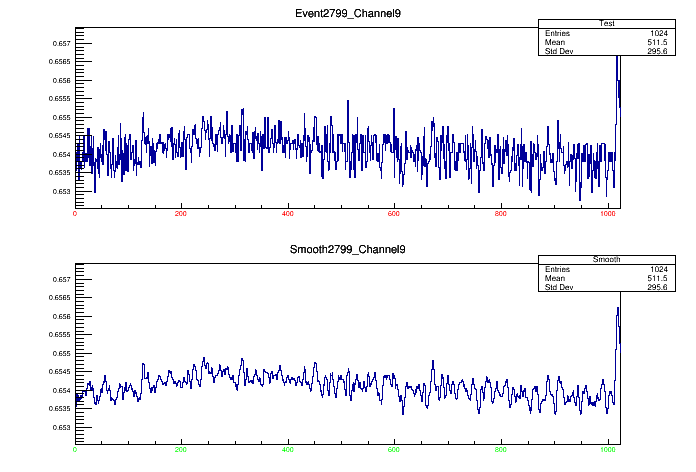 Event2799_Channel9
Test
Entries 1024
Mean 511.5
Std Dev 295.6
0.657
0.6565
0.656
0.6555
0.655
0.6545
0.654
0.6535
0.653
0 200 400 600 800 1000
Smooth2799_Channel9
Smooth
Entries 1024
Mean 511.5
Std Dev 295.6
0.657
0.6565
0.656
0.6555
0.655
0.6545
0.654
0.6535
0.653
0 200 400 600 800 1000